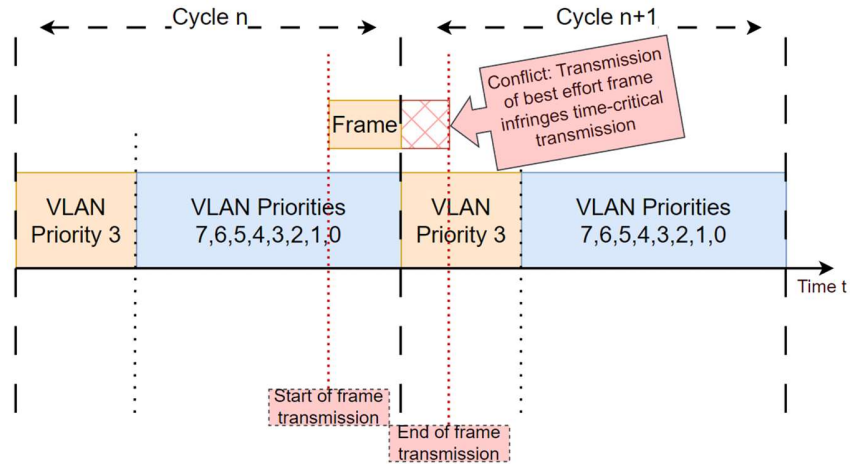 Cycle n
Cycle n+1
Conflict: Transmission
of best effort frame
infringes time-critical
transmission
Frame
VLAN
Priority 3
VLAN Priorities
7,6,5,4,3,2,1,0
VLAN
Priority 3
VLAN Priorities
7,6,5,4,3,2,1,0
Time t
Start of frame
transmission
End of frame
transmission